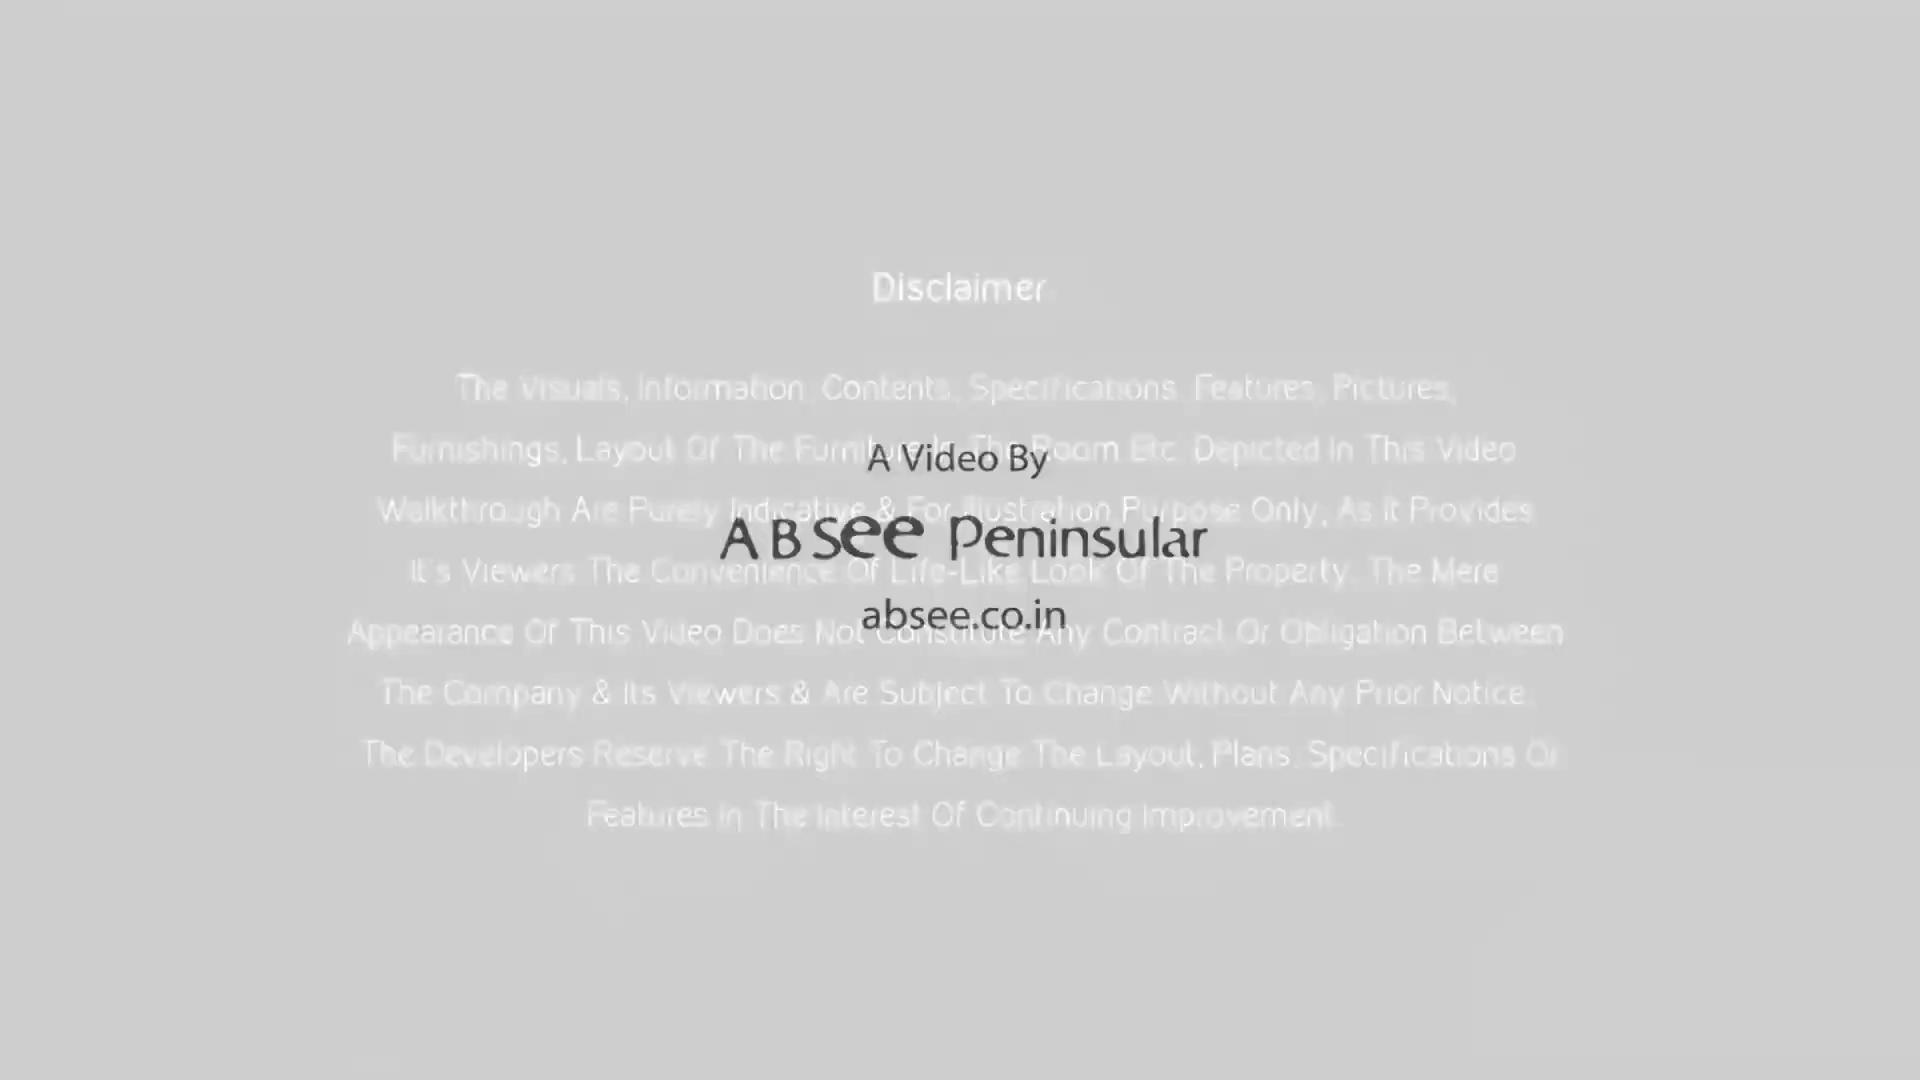 Disclaimer
The Visuals, Information, Contents, Specifications, Features, Pictures,
Furnishings, Layout Of The Furniture In The Room Etc. Depicted In This Video
A Video By
Walkthrough Are Purely Indicative & For Illustration Purpose Only, As It Provides
ABsee Peninsular
It's Viewers The Convenience Of Life-Like Look Of The Property. The Mere
absee.co.in
Appearance Of This Video Does Not Constitute Any Contract Or Obligation Between
The Company & Its Viewers & Are Subject To Change Without Any Prior Notice.
The Developers Reserve The Right To Change The Layout, Plans, Specifications Or
Features In The Interest Of Continuing Improvement.